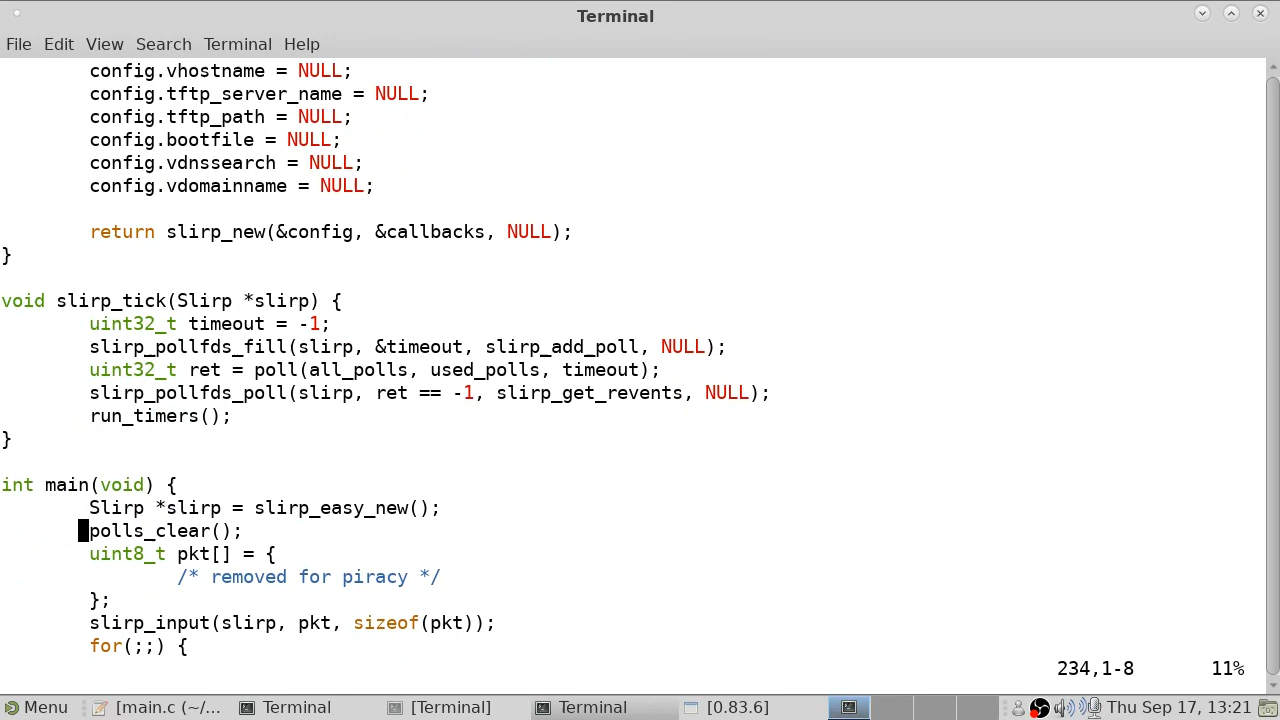 Terminal
File Edit View Search Terminal Help
config.vhostname = NULL;
config.tftp_server_name = NULL;
config.tftp_path = NULL;
config.bootfile = NULL;
config.vdnssearch = NULL;
config.vdomainname = NULL;
return slirp_new(&config, &callbacks, NULL);
}
void slirp_tick(Slirp *slirp) {
uint32_t timeout = -1;
slirp_pollfds_fill(slirp, &timeout, slirp_add_poll, NULL);
uint32_t ret = poll(all_polls, used_polls, timeout);
slirp_pollfds_poll(slirp, ret == -1, slirp_get_revents, NULL);
run_timers();
}
int main(void) {
Slirp *slirp = slirp_easy_new();
polls_clear();
uint8_t pkt[] = {
/* removed for piracy */
};
slirp_input(slirp, pkt, sizeof(pkt));
for(;;) {
234,1-8 11%
Menu [main.c (~/... Terminal [Terminal] Terminal [0.83.6] Thu Sep 17, 13:21